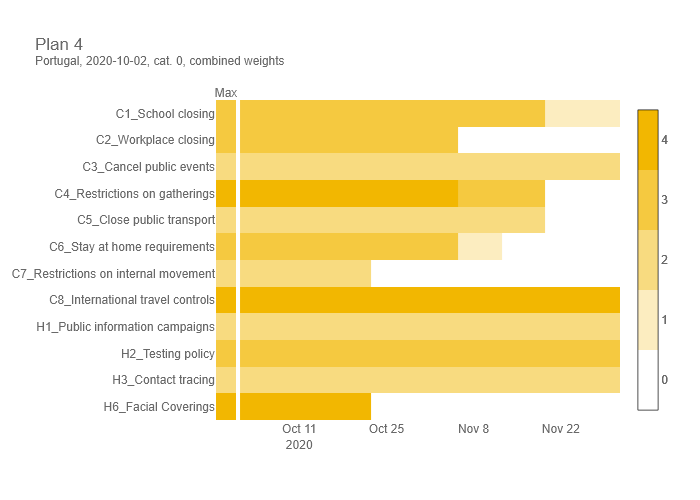 Plan 4
Portugal, 2020-10-02, cat. 0, combined weights
Max
C1_School closing
C2_Workplace closing
C3_Cancel public events
C4_Restrictions on gatherings
C5_Close public transport
C6_Stay at home requirements
C7_Restrictions on internal movement
C8_International travel controls
H1_Public information campaigns
H2_Testing policy
H3_Contact tracing
H6_Facial Coverings
Oct 11
2020
Oct 25
Nov 8
Nov 22
4
3
2
1
0